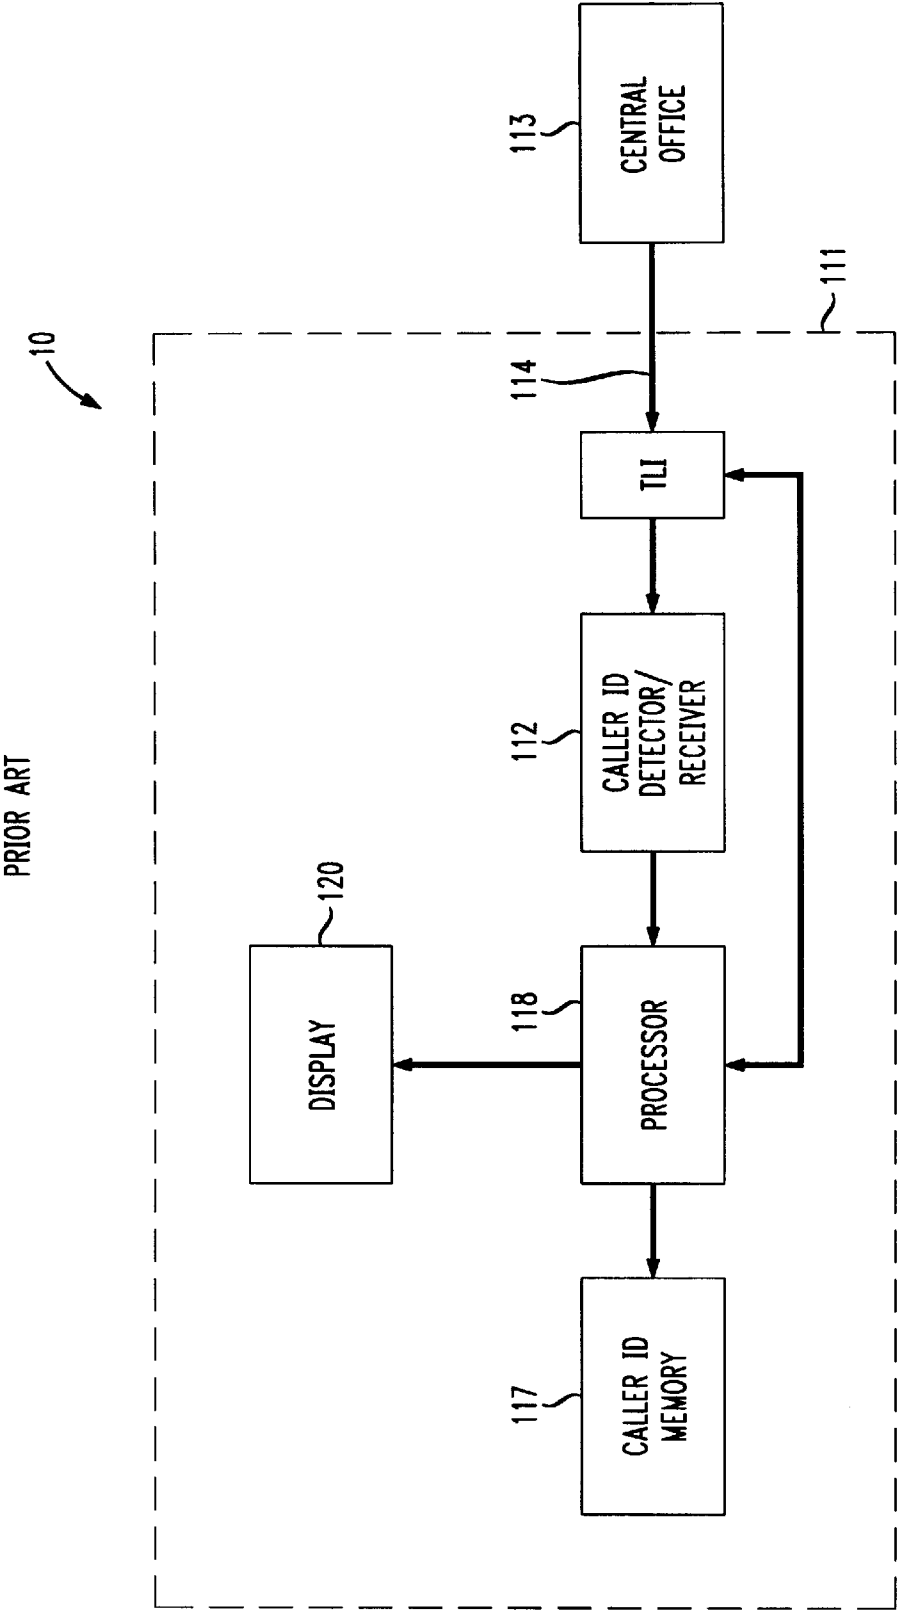 PRIOR ART
10
120
DISPLAY
117
CALLER ID
MEMORY
118
PROCESSOR
112
CALLER ID
DETECTOR/
RECEIVER
TLI
114
113
CENTRAL
OFFICE
111